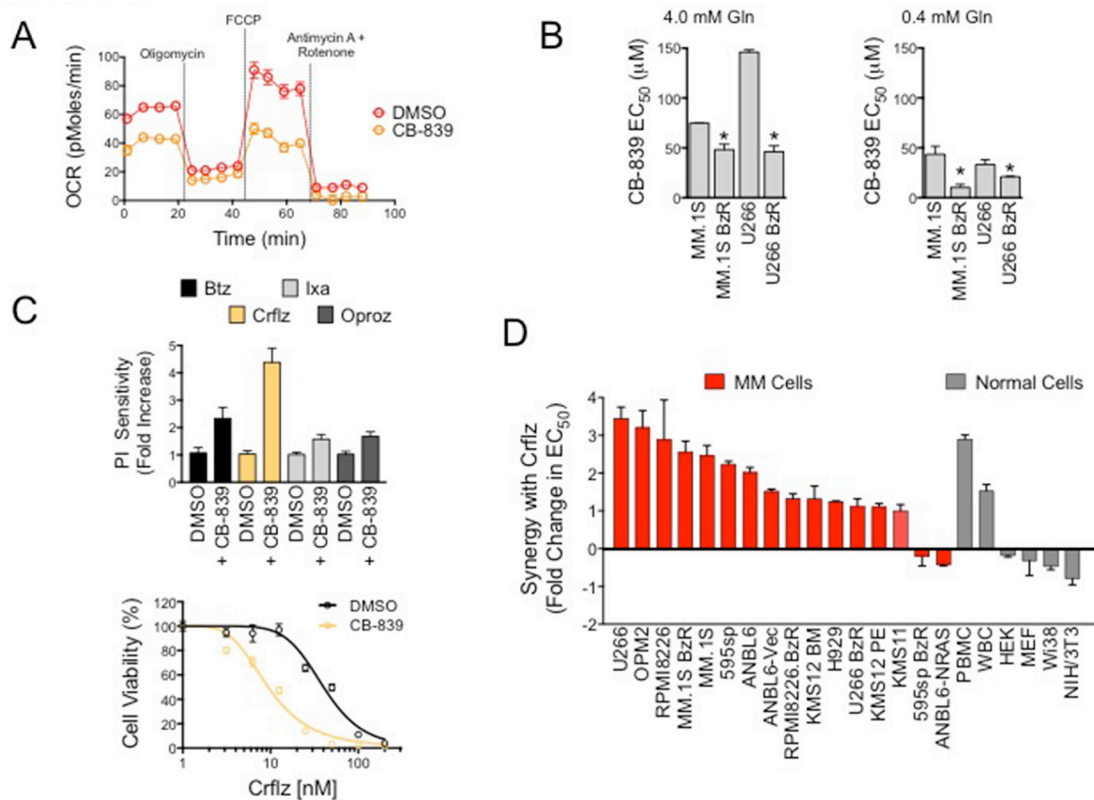 A
FCCP
Oligomycin
Antimycin A +
Rotenone
OCR (pMoles/min)
100
80
60
40
20
0
DMSO
CB-839
0 20 40 60 80 100
Time (min)
B
4.0 mM Gln
CB-839 EC50 (μM)
150
100
50
0
* *
MM.1S
MM.1S BzR
U266
U266 BzR
0.4 mM Gln
CB-839 EC50 (μM)
150
100
50
0
* *
MM.1S
MM.1S BzR
U266
U266 BzR
C
Btz Ixa
Crflz Oproz
PI Sensitivity
(Fold Increase)
5
4
3
2
1
0
DMSO
CB-839
DMSO
CB-839
DMSO
CB-839
DMSO
CB-839
+ + + +
Cell Viability (%)
120
100
80
60
40
20
0
DMSO
CB-839
1 10 100
Crflz [nM]
D
MM Cells Normal Cells
Synergy with Crflz
(Fold Change in EC50)
4
3
2
1
0
-1
-2
U266
OPM2
RPMI8226
MM.1S BzR
MM.1S
595sp
ANBL6
ANBL6-Vec
RPMI8226.BzR
KMS12 BM
H929
U266 BzR
KMS12 PE
KMS11
595sp BzR
ANBL6-NRAS
PBMC
WBC
HEK
MEF
Wi38
NIH/3T3